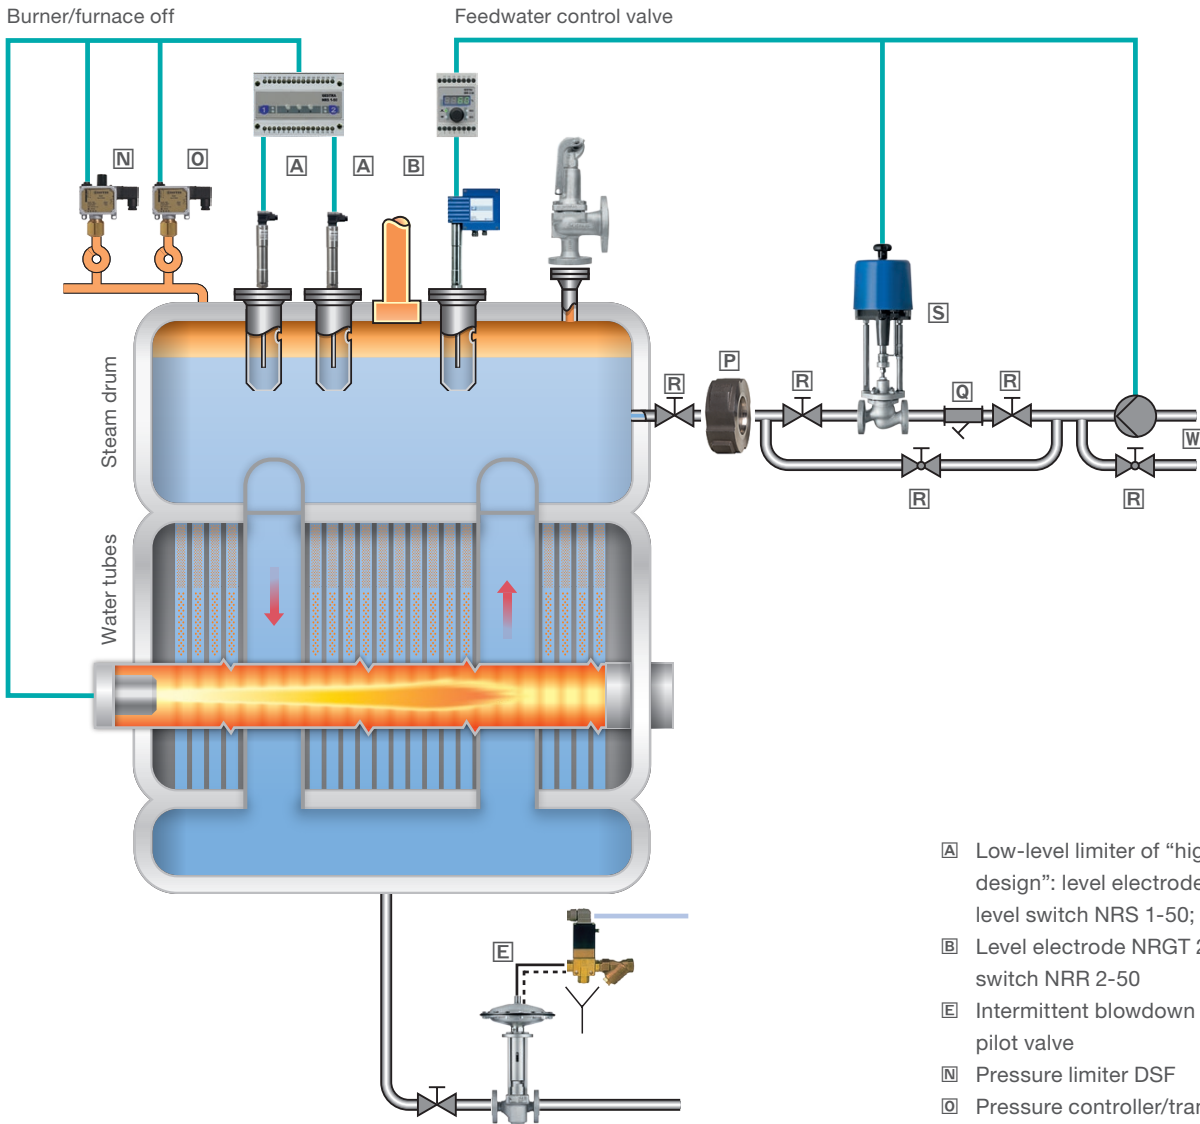 Burner/furnace off
Feedwater control valve
N
O
A
A
B
S
P
R
R
Q
R
W
R
R
Steam drum
Water tubes
E
A Low-level limiter of “hig
design”: level electrode
level switch NRS 1-50;
B Level electrode NRGT 2
switch NRR 2-50
E Intermittent blowdown
pilot valve
N Pressure limiter DSF
O Pressure controller/tran